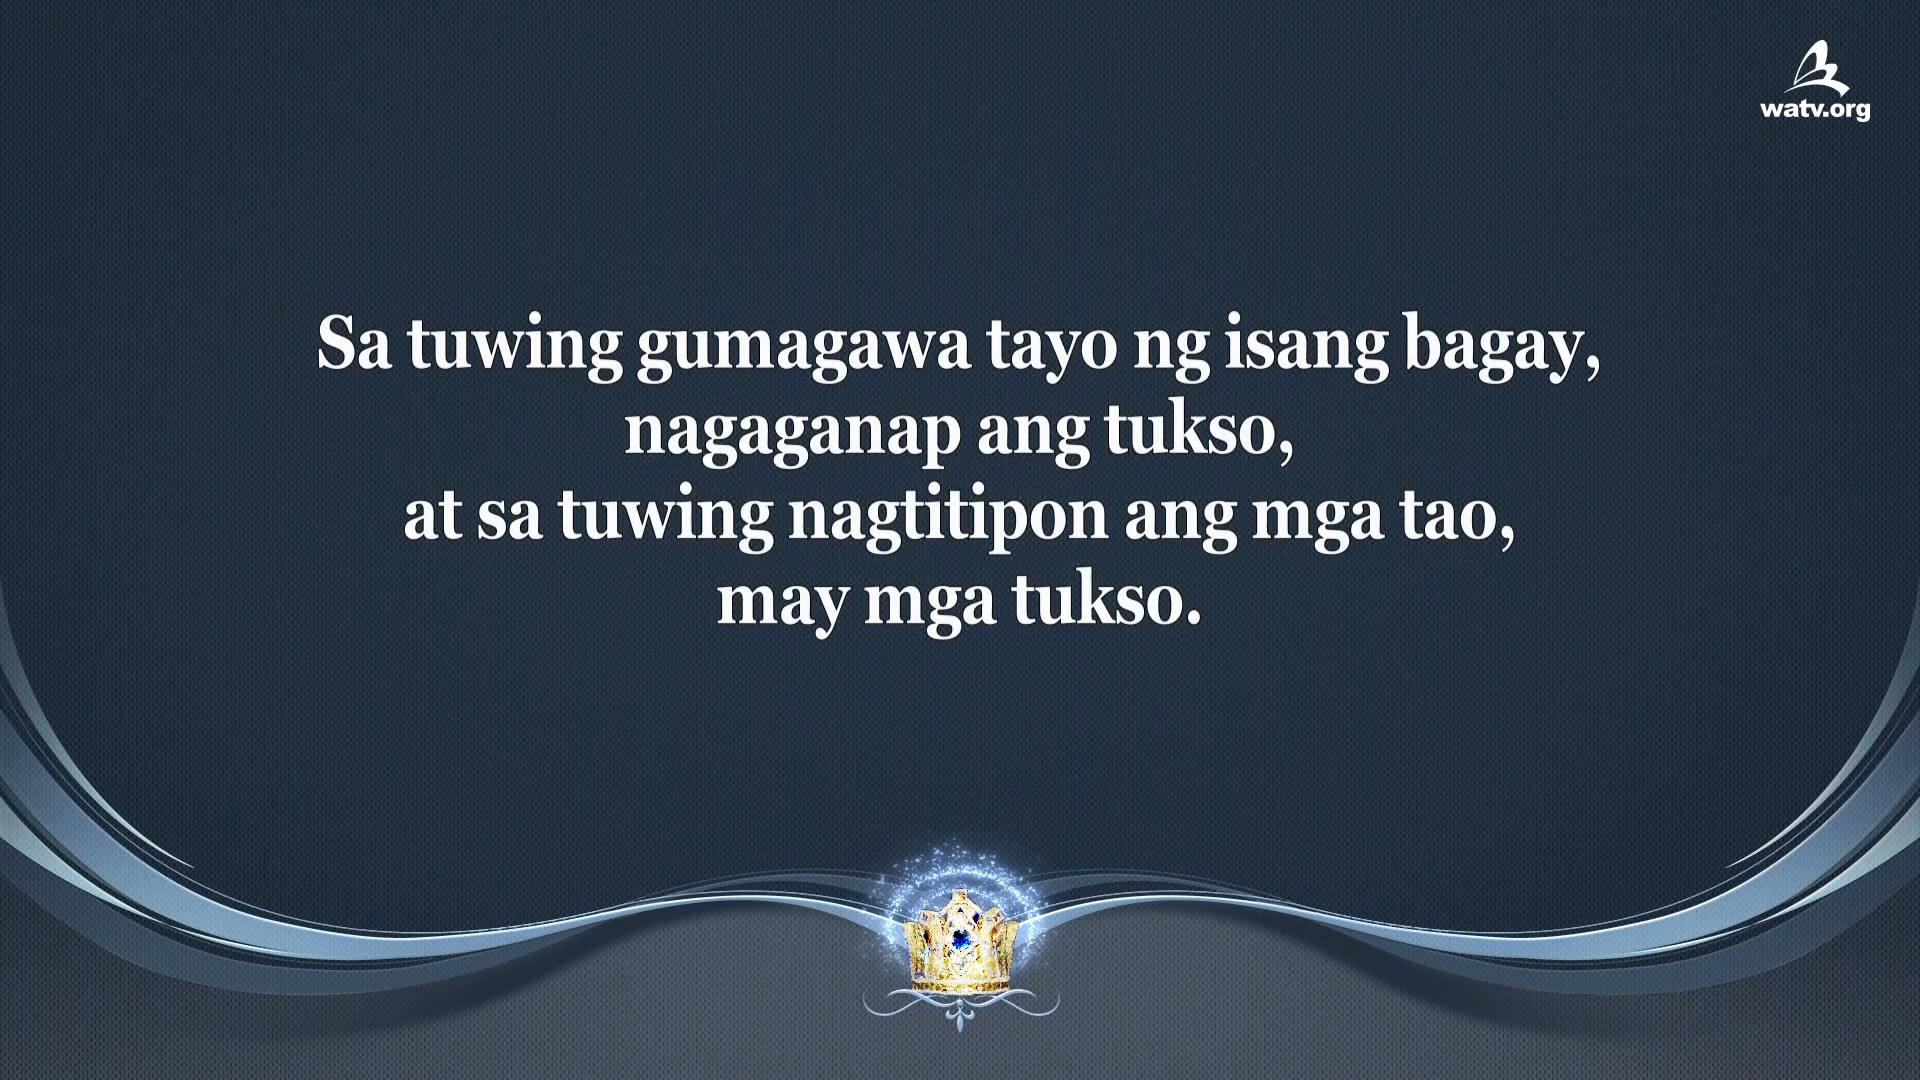 watv.org
Sa tuwing gumagawa tayo ng isang bagay,
nagaganap ang tukso,
at sa tuwing nagtitipon ang mga tao,
may mga tukso.